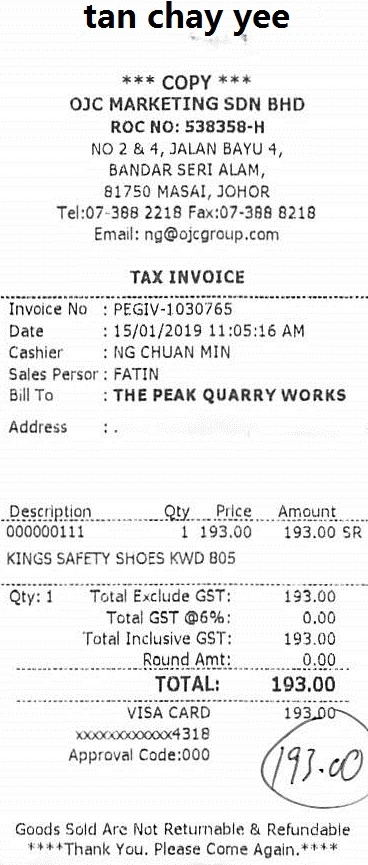 tan chay yee
*** COPY ***
OJC MARKETING SDN BHD
ROC NO: 538358-H
NO 2 & 4, JALAN BAYU 4,
BANDAR SERI ALAM,
81750 MASAI, JOHOR
Tel:07-388 2218 Fax:07-388 8218
Email: ng@ojcgroup.com
TAX INVOICE
Invoice No : PEGIV-1030765
Date : 15/01/2019 11:05:16 AM
Cashier : NG CHUAN MIN
Sales Persor : FATIN
Bill To : THE PEAK QUARRY WORKS
Address : .
Description Qty Price Amount
000000111 1 193.00 193.00 SR
KINGS SAFETY SHOES KWD 805
Qty: 1 Total Exclude GST: 193.00
Total GST @6%: 0.00
Total Inclusive GST: 193.00
Round Amt: 0.00
TOTAL: 193.00
VISA CARD 193.00
xxxxxxxxxxxx4318
Approval Code:000
193.00
Goods Sold Are Not Returnable & Refundable
****Thank You. Please Come Again.****